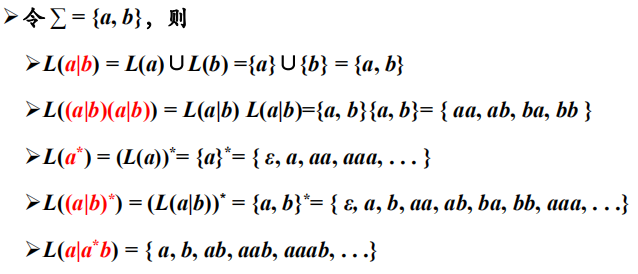 ➢令 ∑ = {a, b}，则
➢L(a|b) = L(a)∪L(b) ={a}∪{b} = {a, b}
➢L((a|b)(a|b)) = L(a|b) L(a|b)={a, b}{a, b}= { aa, ab, ba, bb }
➢L(a*) = (L(a))*= {a}*= { ε, a, aa, aaa, . . . }
➢L((a|b)*) = (L(a|b))* = {a, b}*= { ε, a, b, aa, ab, ba, bb, aaa, . . .}
➢L(a|a*b) = { a, b, ab, aab, aaab, . . .}